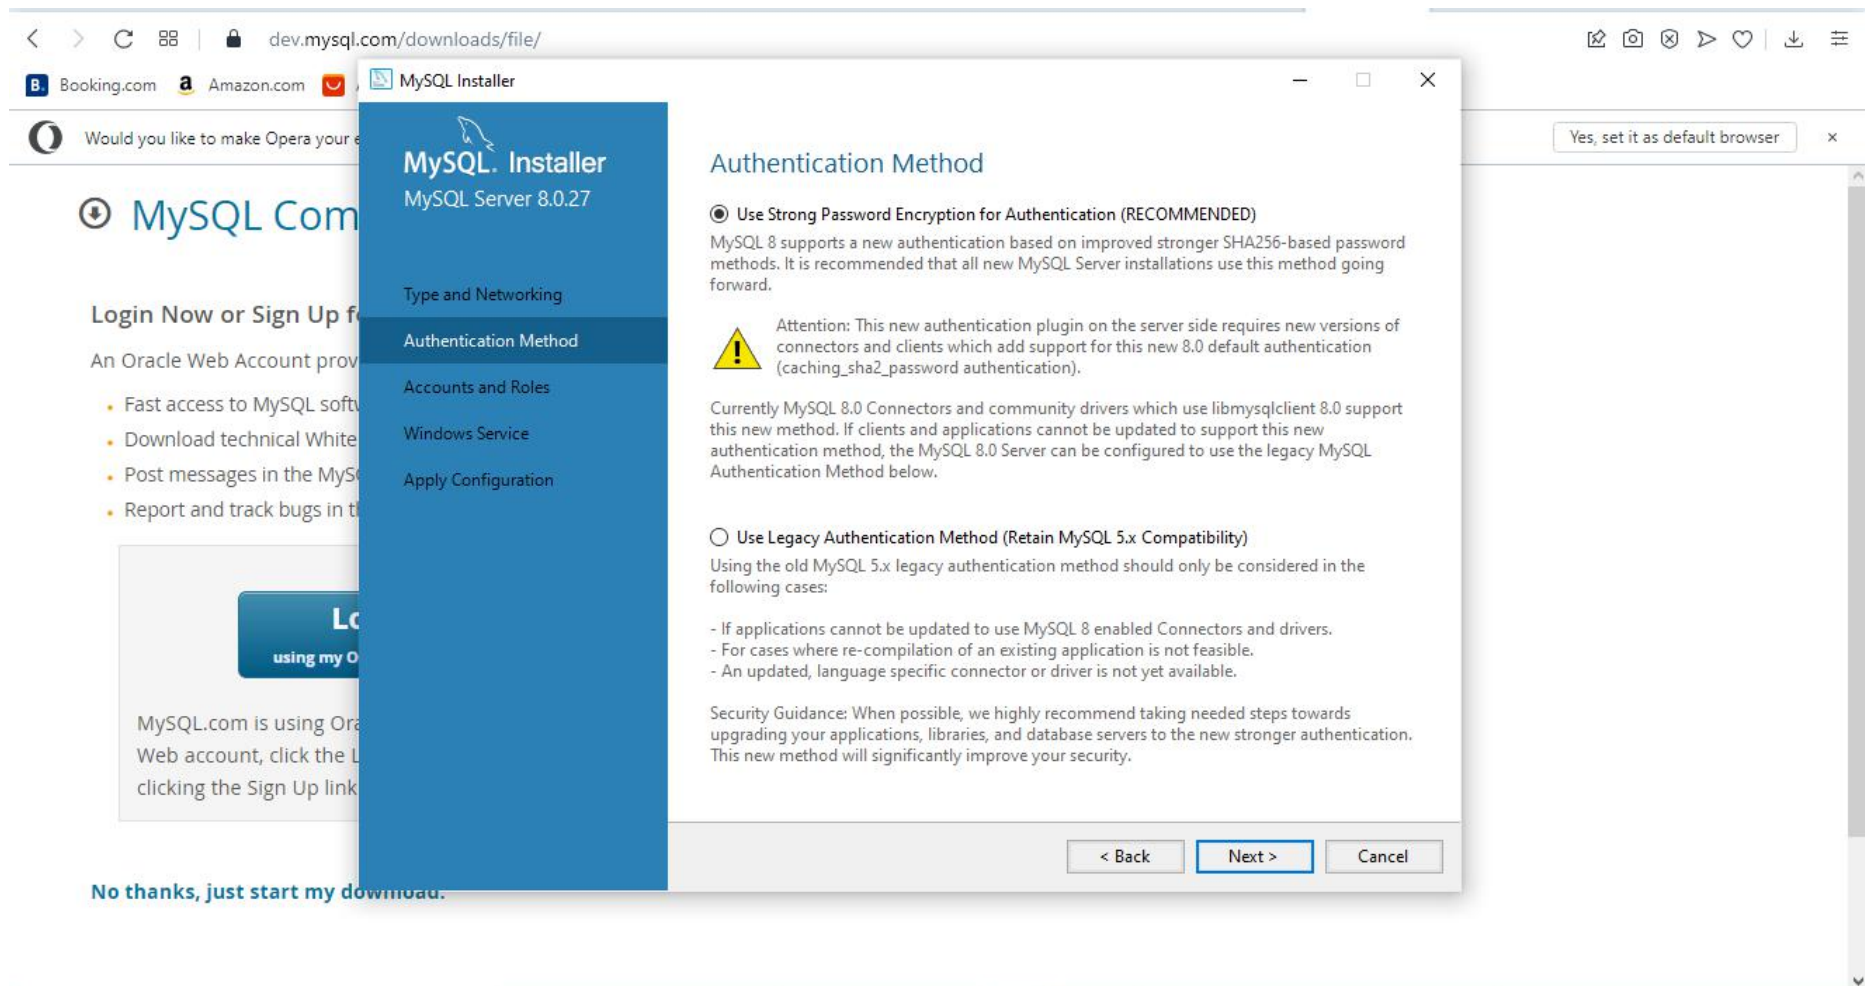 dev.mysql.com/downloads/file/
B. Booking.com a Amazon.com
Would you like to make Opera your
Yes, set it as default browser
MySQL Com
Login Now or Sign Up f
An Oracle Web Account prov
Fast access to MySQL soft
Download technical White
Post messages in the MyS
Report and track bugs in t
Lo
using my O
MySQL.com is using Ora
Web account, click the L
clicking the Sign Up link
No thanks, just start my download.
MySQL Installer
MySQL. Installer
MySQL Server 8.0.27
Type and Networking
Authentication Method
Accounts and Roles
Windows Service
Apply Configuration
Authentication Method
Use Strong Password Encryption for Authentication (RECOMMENDED)
MySQL 8 supports a new authentication based on improved stronger SHA256-based password
methods. It is recommended that all new MySQL Server installations use this method going
forward.
Attention: This new authentication plugin on the server side requires new versions of
connectors and clients which add support for this new 8.0 default authentication
(caching_sha2_password authentication).
Currently MySQL 8.0 Connectors and community drivers which use libmysqlclient 8.0 support
this new method. If clients and applications cannot be updated to support this new
authentication method, the MySQL 8.0 Server can be configured to use the legacy MySQL
Authentication Method below.
Use Legacy Authentication Method (Retain MySQL 5.x Compatibility)
Using the old MySQL 5.x legacy authentication method should only be considered in the
following cases:
- If applications cannot be updated to use MySQL 8 enabled Connectors and drivers.
- For cases where re-compilation of an existing application is not feasible.
- An updated, language specific connector or driver is not yet available.
Security Guidance: When possible, we highly recommend taking needed steps towards
upgrading your applications, libraries, and database servers to the new stronger authentication.
This new method will significantly improve your security.
< Back
Next >
Cancel